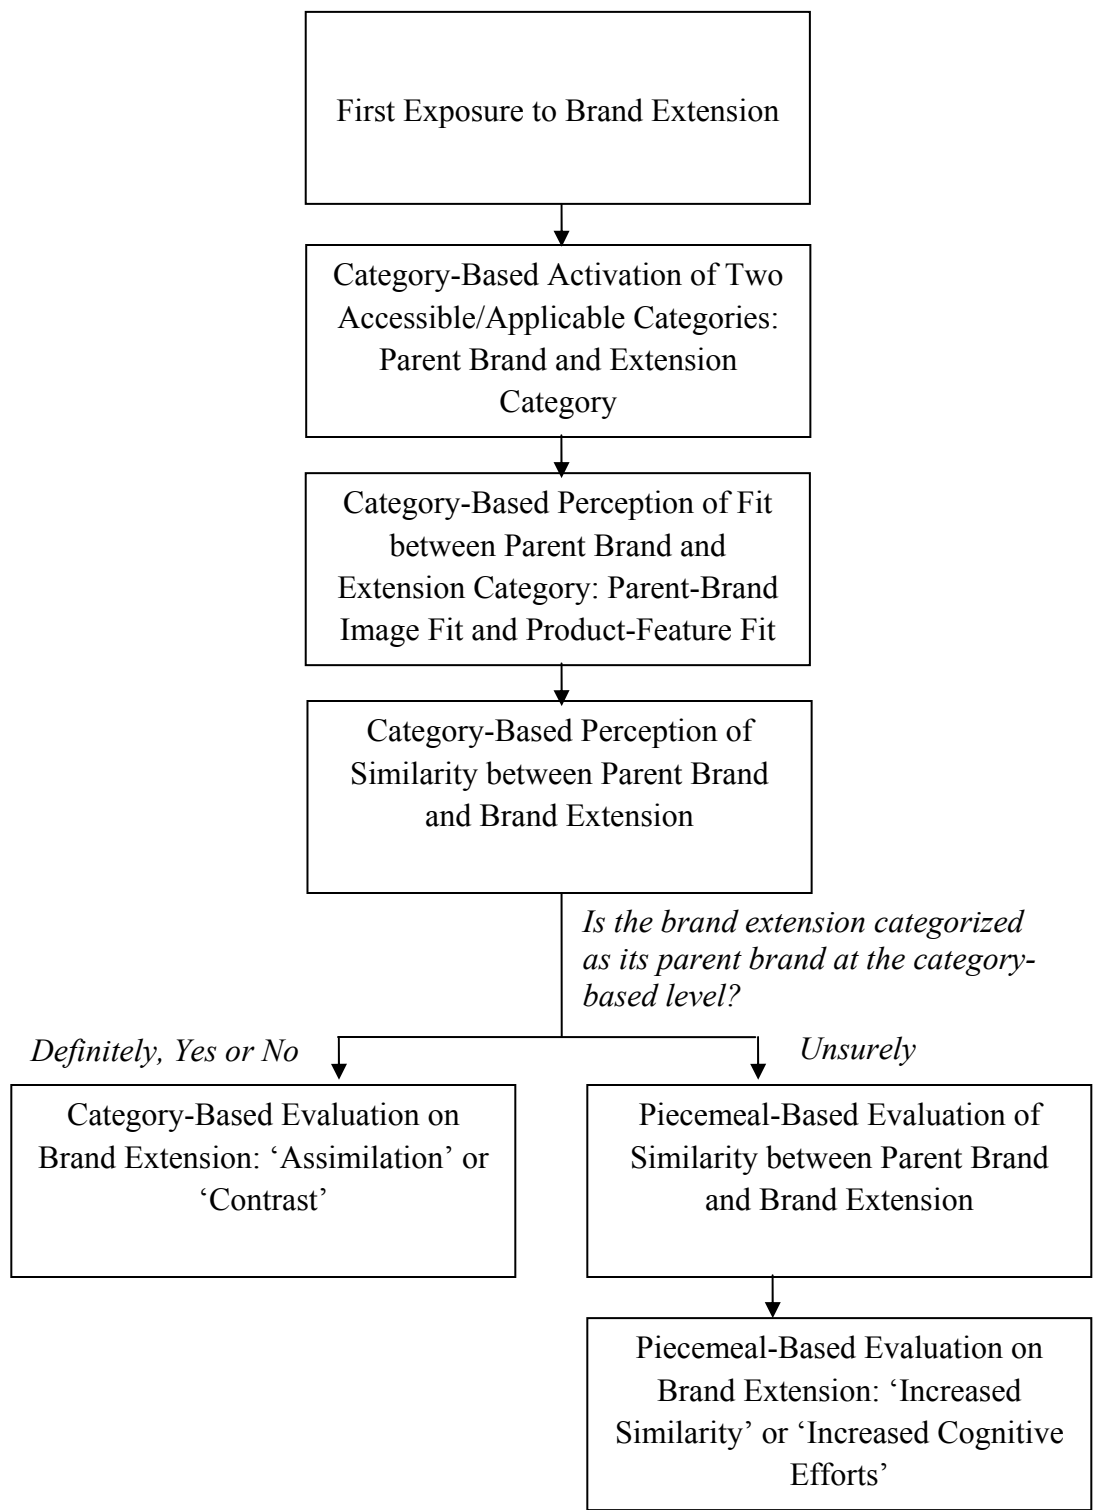 First Exposure to Brand Extension
Category-Based Activation of Two
Accessible/Applicable Categories:
Parent Brand and Extension
Category
Category-Based Perception of Fit
between Parent Brand and
Extension Category: Parent-Brand
Image Fit and Product-Feature Fit
Category-Based Perception of
Similarity between Parent Brand
and Brand Extension
Is the brand extension categorized
as its parent brand at the category-
based level?
Definitely, Yes or No
Unsurely
Category-Based Evaluation on
Brand Extension: ‘Assimilation’ or
‘Contrast’
Piecemeal-Based Evaluation of
Similarity between Parent Brand
and Brand Extension
Piecemeal-Based Evaluation on
Brand Extension: ‘Increased
Similarity’ or ‘Increased Cognitive
Efforts’